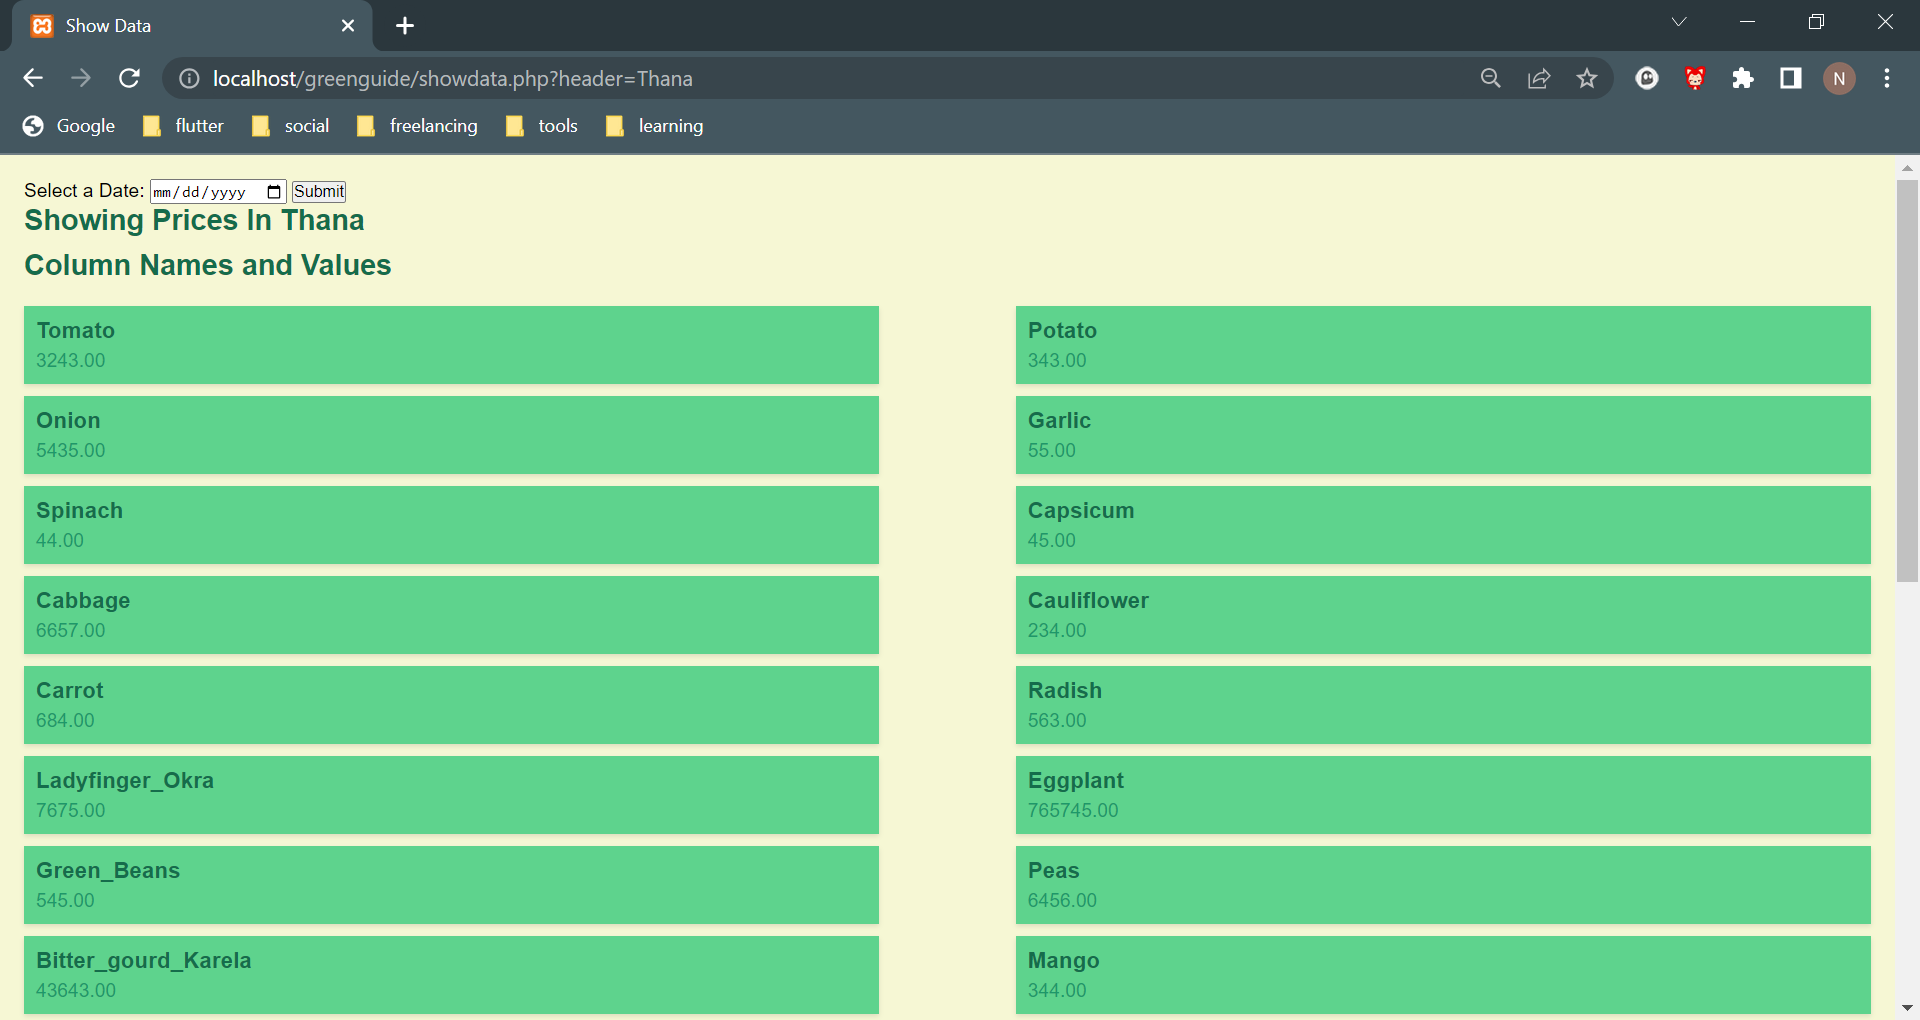 Show Data
localhost/greenguide/showdata.php?header=Thana
N
Google flutter social freelancing tools learning
Select a Date: mm/dd/yyyy Submit
Showing Prices In Thana
Column Names and Values
Tomato
3243.00
Potato
343.00
Onion
5435.00
Garlic
55.00
Spinach
44.00
Capsicum
45.00
Cabbage
6657.00
Cauliflower
234.00
Carrot
684.00
Radish
563.00
Ladyfinger_Okra
7675.00
Eggplant
765745.00
Green_Beans
545.00
Peas
6456.00
Bitter_gourd_Karela
43643.00
Mango
344.00